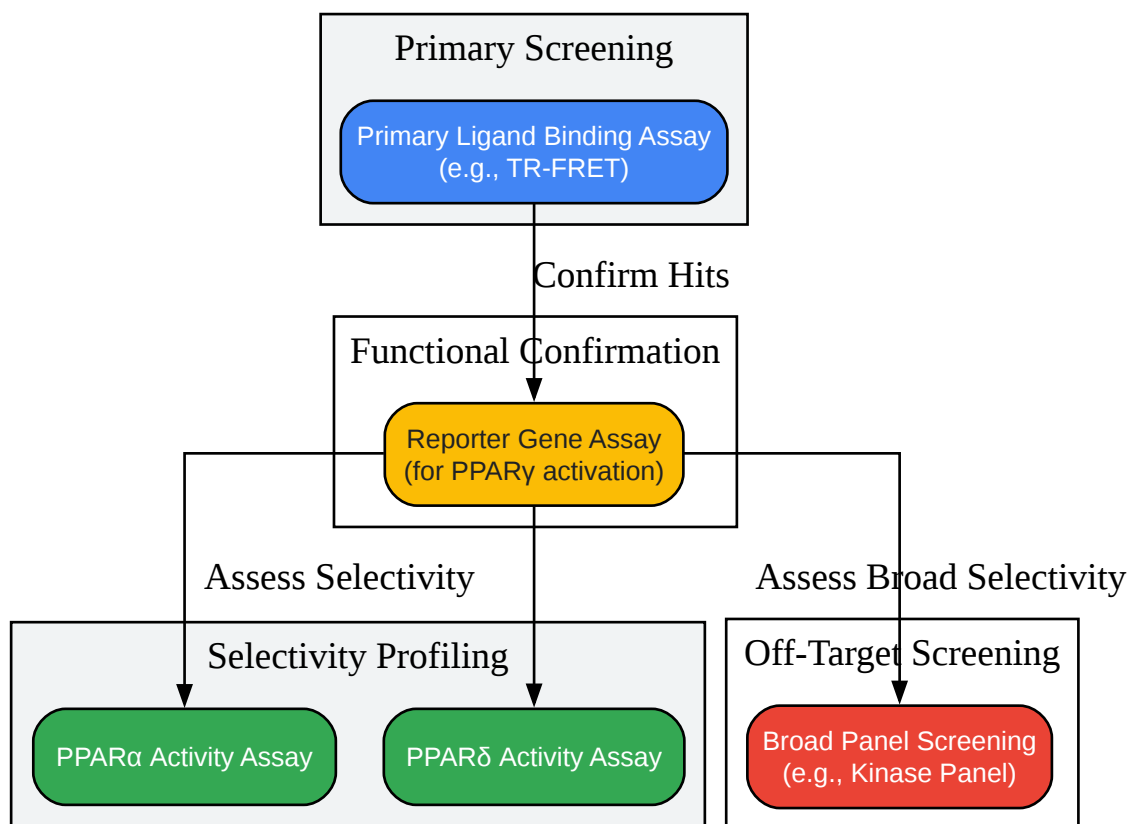 Primary Screening
Primary Ligand Binding Assay
(e.g., TR-FRET)
Confirm Hits
Functional Confirmation
Reporter Gene Assay
(for PPARγ activation)
Assess Selectivity
Assess Broad Selectivity
Selectivity Profiling
Off-Target Screening
PPARα Activity Assay
PPARδ Activity Assay
Broad Panel Screening
(e.g., Kinase Panel)